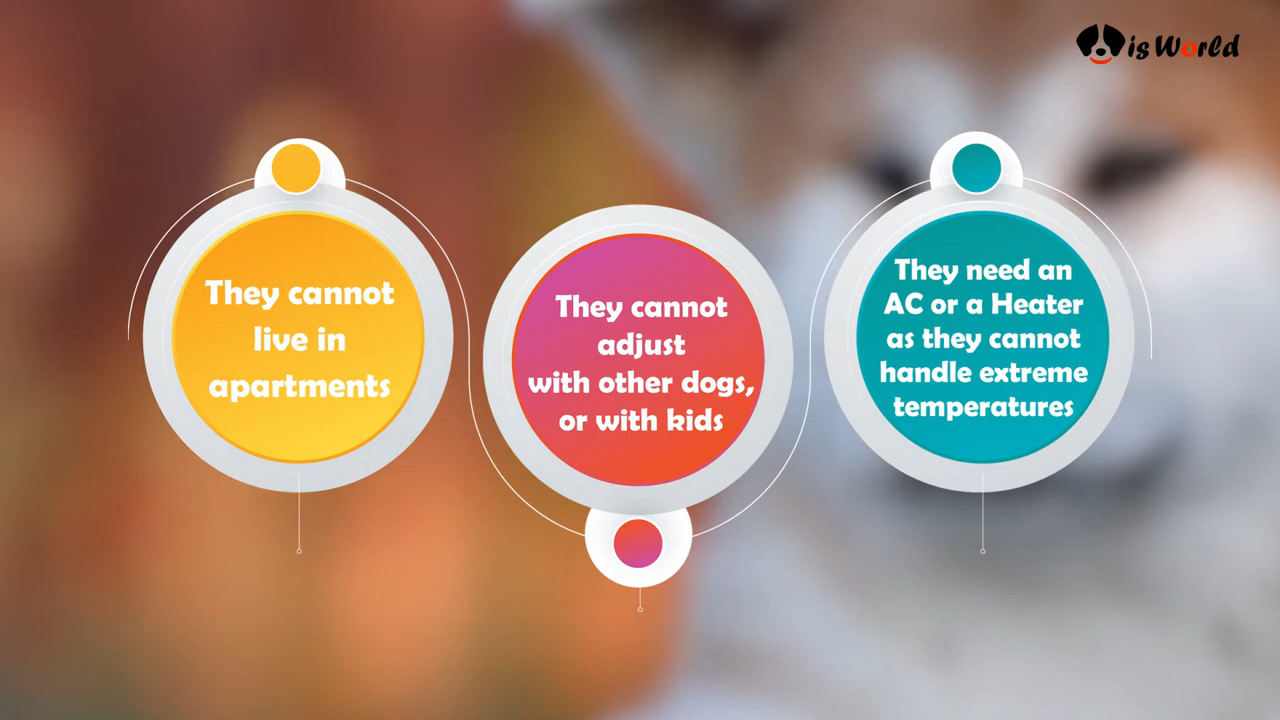 is World
They cannot
live in
apartments
They cannot
adjust
with other dogs,
or with kids
They need an
AC or a Heater
as they cannot
handle extreme
temperatures